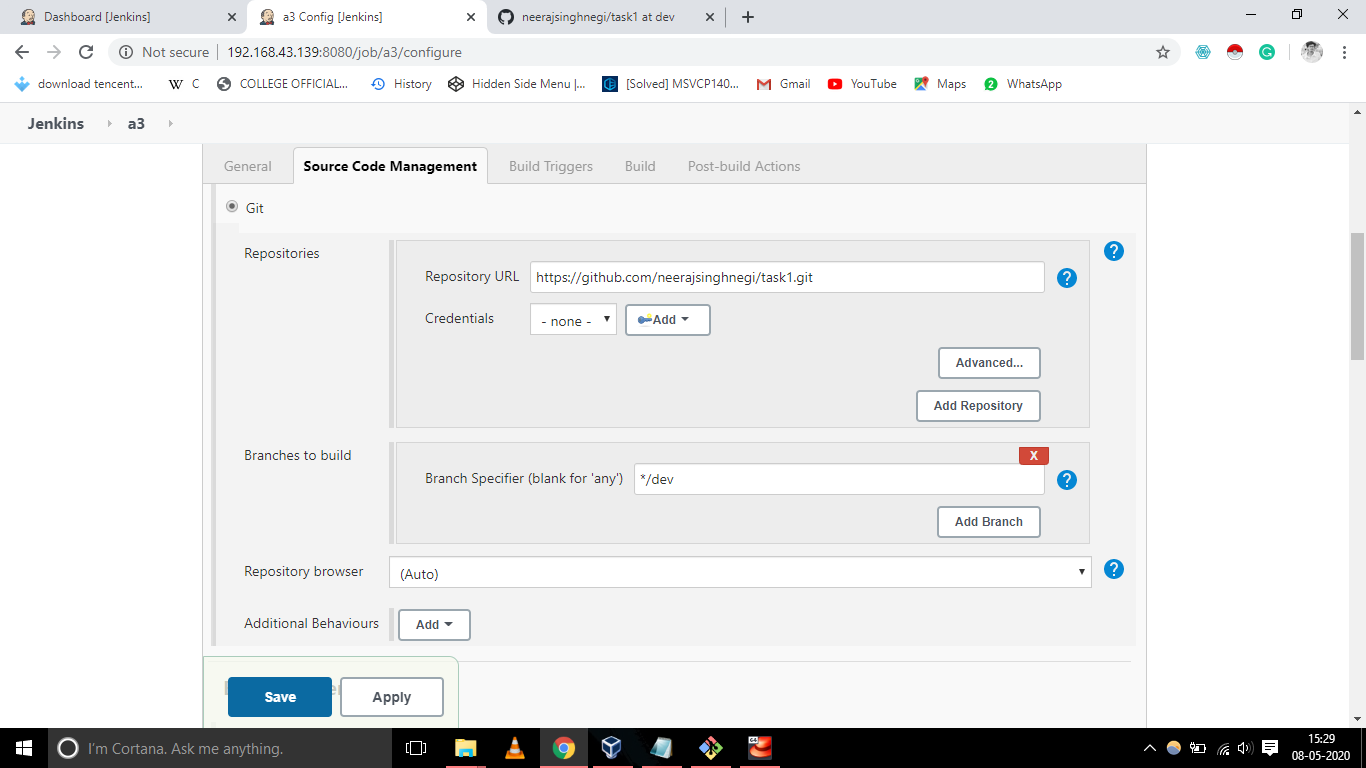 Dashboard [Jenkins]
a3 Config [Jenkins]
neerajsinghnegi/task1 at dev
Not secure
192.168.43.139:8080/job/a3/configure
download tencent...
W C
COLLEGE OFFICIAL...
History
Hidden Side Menu |...
[Solved] MSVCP140...
Gmail
YouTube
Maps
2 WhatsApp
Jenkins
a3
General
Source Code Management
Build Triggers
Build
Post-build Actions
Git
Repositories
?
Repository URL
https://github.com/neerajsinghnegi/task1.git
?
Credentials
- none -
Add
Advanced...
Add Repository
Branches to build
X
Branch Specifier (blank for 'any')
*/dev
?
Add Branch
Repository browser
(Auto)
?
Additional Behaviours
Add
Save
Apply
I'm Cortana. Ask me anything.
15:29
08-05-2020